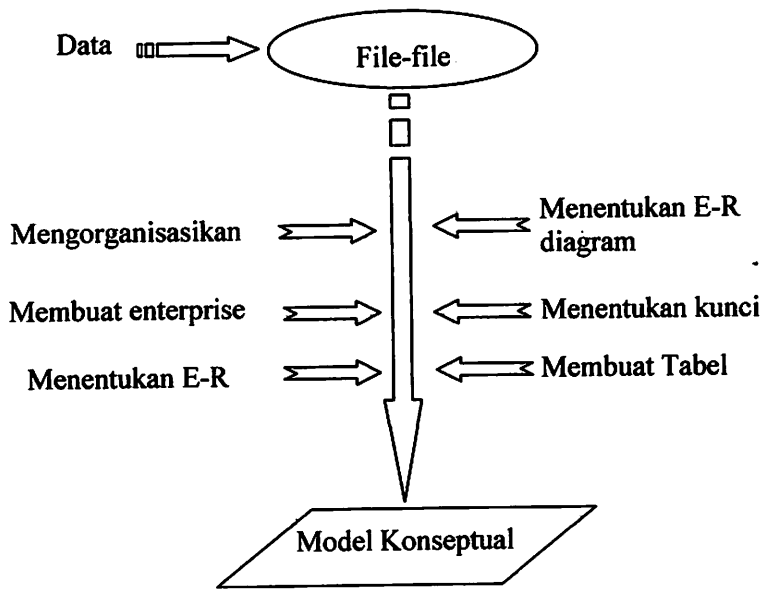 Data
File-file
Mengorganisasikan
Menentukan E-R
diagram
Membuat enterprise
Menentukan kunci
Menentukan E-R
Membuat Tabel
Model Konseptual